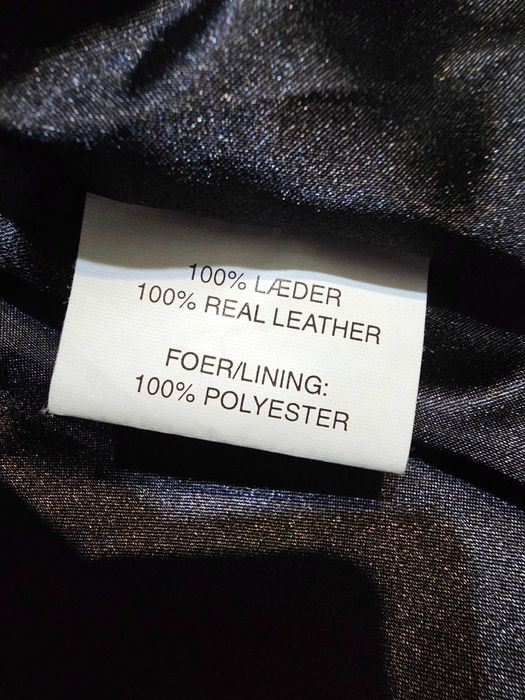 100% LÆDER
100% REAL LEATHER
FOER/LINING:
100% POLYESTER